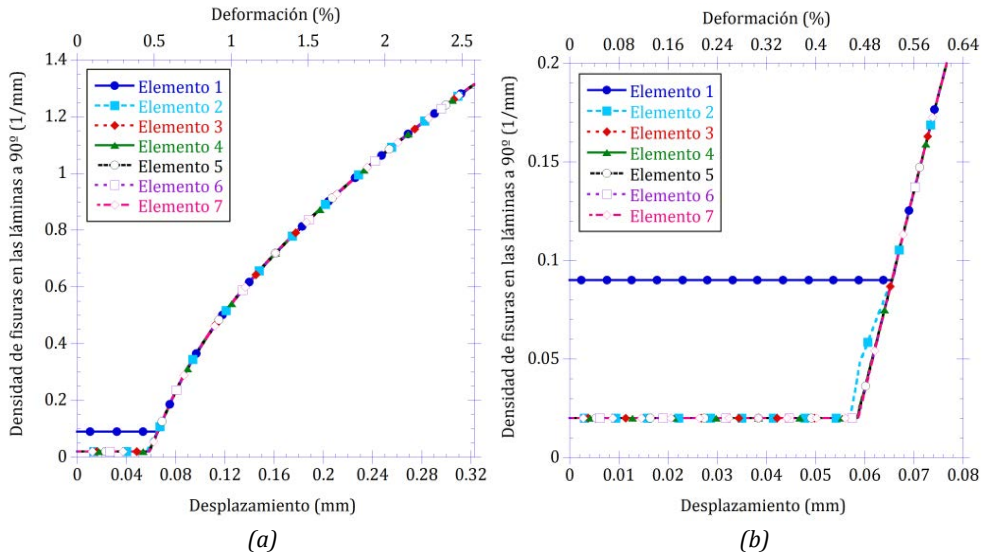 (a)
Deformación (%)
0 0.5 1 1.5 2 2.5
Densidad de fisuras en las láminas a 90º (1/mm)
1.4
1.2
1
0.8
0.6
0.4
0.2
0
Elemento 1
Elemento 2
Elemento 3
Elemento 4
Elemento 5
Elemento 6
Elemento 7
0 0.04 0.08 0.12 0.16 0.2 0.24 0.28 0.32
Desplazamiento (mm)
(a)
(b)
Deformación (%)
0 0.08 0.16 0.24 0.32 0.4 0.48 0.56 0.64
Densidad de fisuras en las láminas a 90º (1/mm)
0.2
0.15
0.1
0.05
0
Elemento 1
Elemento 2
Elemento 3
Elemento 4
Elemento 5
Elemento 6
Elemento 7
0 0.01 0.02 0.03 0.04 0.05 0.06 0.07 0.08
Desplazamiento (mm)
(b)